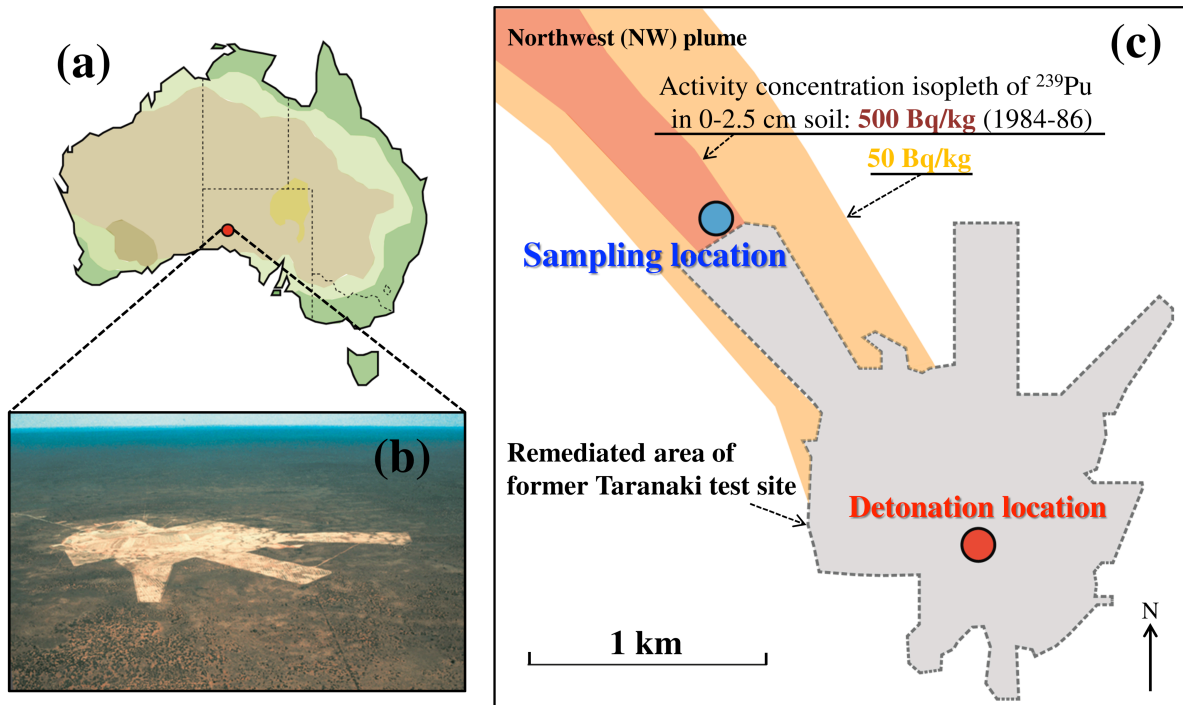 (a)
(b)
(c)
Northwest (NW) plume
Activity concentration isopleth of ²³⁹Pu
in 0-2.5 cm soil: 500 Bq/kg (1984-86)
50 Bq/kg
Sampling location
Remediated area of
former Taranaki test site
Detonation location
1 km
N